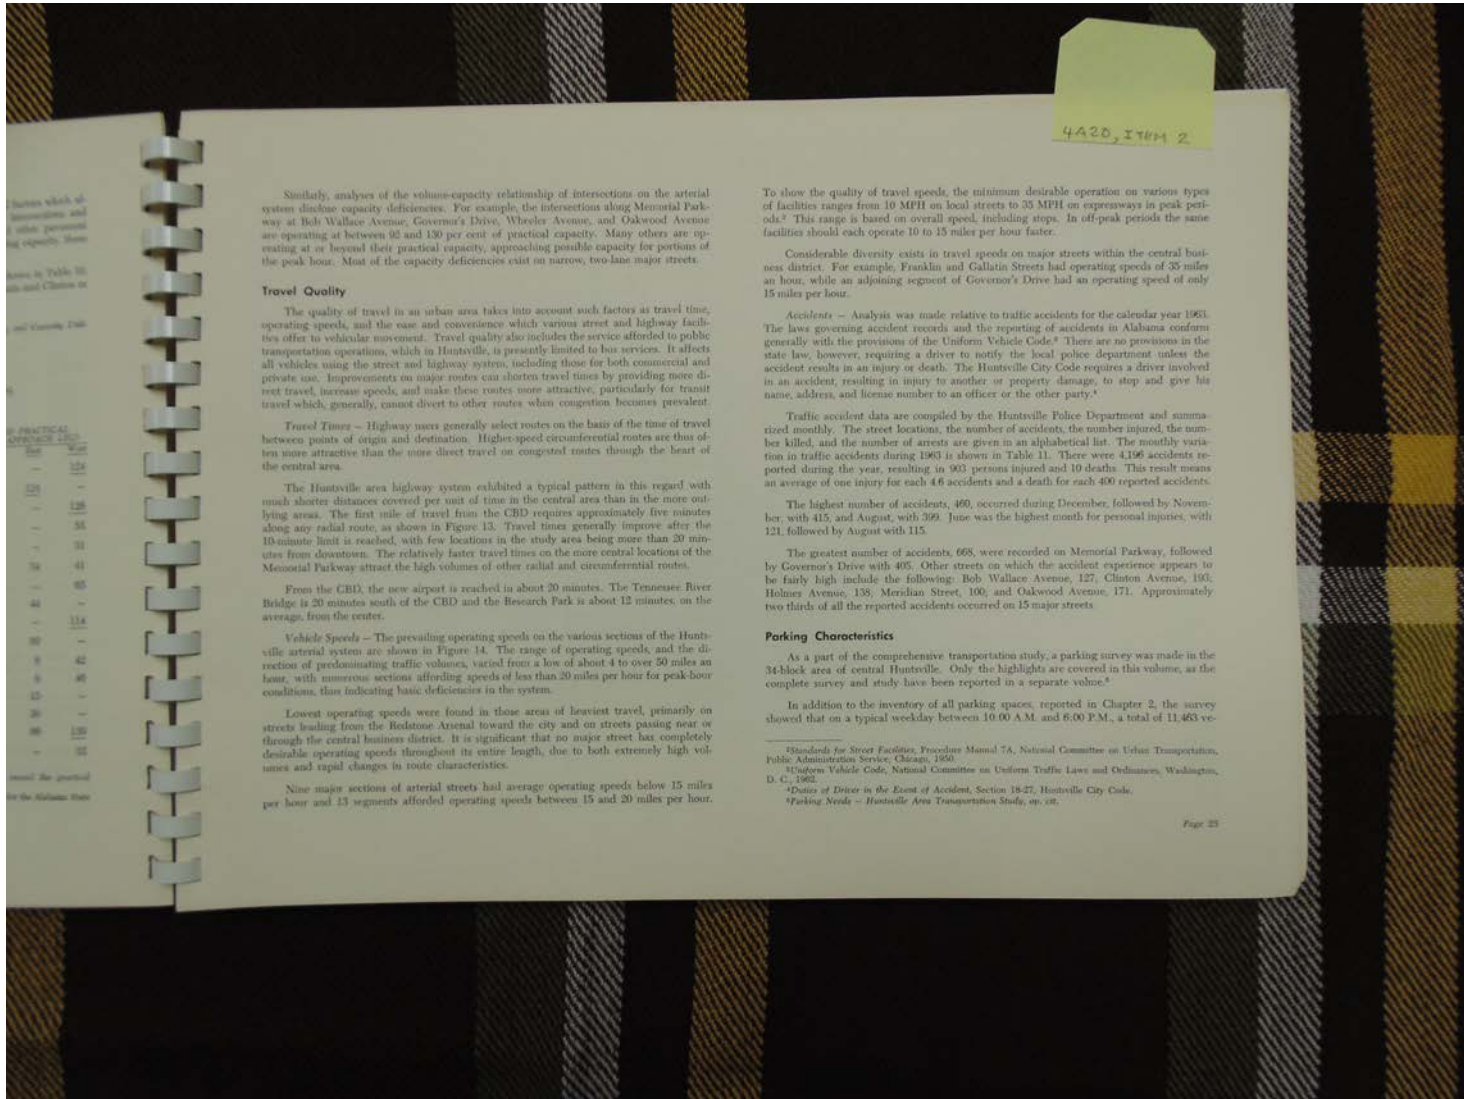 4A20, ITEM 2
Similarly, analyses of the volume-capacity relationship of intersections on the arterial
system disclose capacity deficiencies. For example, the intersections along Memorial Park-
way at Bob Wallace Avenue, Governor's Drive, Wheeler Avenue, and Oakwood Avenue
are operating at between 92 and 130 per cent of practical capacity. Many others are op-
erating at or beyond their practical capacity, approaching possible capacity for portions of
the peak hour. Most of the capacity deficiencies exist on narrow, two-lane major streets.
Travel Quality
The quality of travel in an urban area takes into account such factors as travel time,
operating speeds, and the ease and convenience which various street and highway facili-
ties offer to vehicular movement. Travel quality also includes the service afforded to public
transportation operations, which in Huntsville, is presently limited to bus services. It affects
all vehicles using the street and highway system, including those for both commercial and
private use. Improvements on major routes can shorten travel times by providing more di-
rect travel, increase speeds, and make these routes more attractive, particularly for transit
travel which, generally, cannot divert to other routes when congestion becomes prevalent.
Travel Times — Highway users generally select routes on the basis of the time of travel
between points of origin and destination. Higher-speed circumferential routes are thus of-
ten more attractive than the more direct travel on congested routes through the heart of
the central area.
The Huntsville area highway system exhibited a typical pattern in this regard with
much shorter distances covered per unit of time in the central area than in the more out-
lying areas. The first mile of travel from the CBD requires approximately five minutes
along any radial route, as shown in Figure 13. Travel times generally improve after the
10-minute limit is reached, with few locations in the study area being more than 20 min-
utes from downtown. The relatively faster travel times on the more central locations of the
Memorial Parkway attract the high volumes of other radial and circumferential routes.
From the CBD, the new airport is reached in about 20 minutes. The Tennessee River
Bridge is 20 minutes south of the CBD and the Research Park is about 12 minutes, on the
average, from the center.
Vehicle Speeds — The prevailing operating speeds on the various sections of the Hunts-
ville arterial system are shown in Figure 14. The range of operating speeds, and the di-
rection of predominating traffic volumes, varied from a low of about 4 to over 50 miles an
hour, with numerous sections affording speeds of less than 20 miles per hour for peak-hour
conditions, thus indicating basic deficiencies in the system.
Lowest operating speeds were found in those areas of heaviest travel, primarily on
streets leading from the Redstone Arsenal toward the city and on streets passing near or
through the central business district. It is significant that no major street has completely
desirable operating speeds throughout its entire length, due to both extremely high vol-
umes and rapid changes in route characteristics.
Nine major sections of arterial streets had average operating speeds below 15 miles
per hour and 13 segments afforded operating speeds between 15 and 20 miles per hour.
To show the quality of travel speeds, the minimum desirable operation on various types
of facilities ranges from 10 MPH on local streets to 35 MPH on expressways in peak peri-
ods.² This range is based on overall speed, including stops. In off-peak periods the same
facilities should each operate 10 to 15 miles per hour faster.
Considerable diversity exists in travel speeds on major streets within the central busi-
ness district. For example, Franklin and Gallatin Streets had operating speeds of 35 miles
an hour, while an adjoining segment of Governor's Drive had an operating speed of only
15 miles per hour.
Accidents — Analysis was made relative to traffic accidents for the calendar year 1963.
The laws governing accident records and the reporting of accidents in Alabama conform
generally with the provisions of the Uniform Vehicle Code.³ There are no provisions in the
state law, however, requiring a driver to notify the local police department unless the
accident results in an injury or death. The Huntsville City Code requires a driver involved
in an accident, resulting in injury to another or property damage, to stop and give his
name, address, and license number to an officer or the other party.⁴
Traffic accident data are compiled by the Huntsville Police Department and summa-
rized monthly. The street locations, the number of accidents, the number injured, the num-
ber killed, and the number of arrests are given in an alphabetical list. The monthly varia-
tion in traffic accidents during 1963 is shown in Table 11. There were 4,196 accidents re-
ported during the year, resulting in 903 persons injured and 10 deaths. This result means
an average of one injury for each 4.6 accidents and a death for each 400 reported accidents.
The highest number of accidents, 460, occurred during December, followed by Novem-
ber, with 415, and August, with 399. June was the highest month for personal injuries, with
121, followed by August with 115.
The greatest number of accidents, 668, were recorded on Memorial Parkway, followed
by Governor's Drive with 405. Other streets on which the accident experience appears to
be fairly high include the following: Bob Wallace Avenue, 127, Clinton Avenue, 193;
Holmes Avenue, 138, Meridian Street, 100, and Oakwood Avenue, 171. Approximately
two thirds of all the reported accidents occurred on 15 major streets.
Parking Characteristics
As a part of the comprehensive transportation study, a parking survey was made in the
34-block area of central Huntsville. Only the highlights are covered in this volume, as the
complete survey and study have been reported in a separate volme.⁵
In addition to the inventory of all parking spaces, reported in Chapter 2, the survey
showed that on a typical weekday between 10:00 A.M. and 6:00 P.M., a total of 11,463 ve-
²Standards for Street Facilities, Procedure Manual 7A, National Committee on Urban Transportation,
Public Administration Service; Chicago, 1950.
³Uniform Vehicle Code, National Committee on Uniform Traffic Laws and Ordinances, Washington,
D. C., 1962.
⁴Duties of Driver in the Event of Accident, Section 18-27, Huntsville City Code.
⁵Parking Needs — Huntsville Area Transportation Study, op. cit.
Page 25